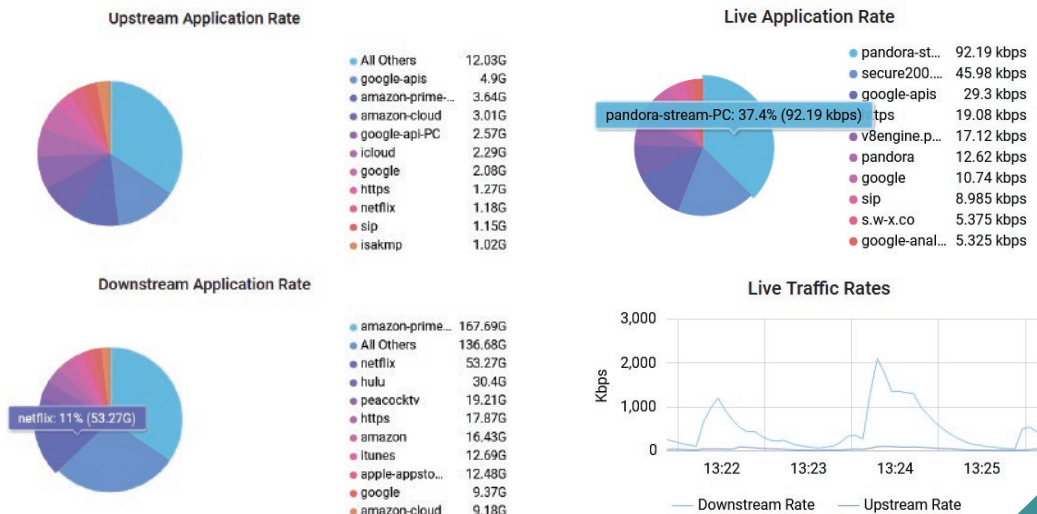 Upstream Application Rate
All Others 12.03G
google-apis 4.9G
amazon-prime-... 3.64G
amazon-cloud 3.01G
google-api-PC 2.57G
icloud 2.29G
google 2.08G
https 1.27G
netflix 1.18G
sip 1.15G
isakmp 1.02G
Downstream Application Rate
amazon-prime... 167.69G
All Others 136.68G
netflix 53.27G
hulu 30.4G
peacocktv 19.21G
https 17.87G
amazon 16.43G
itunes 12.69G
apple-appsto... 12.48G
google 9.37G
amazon-cloud 9.18G
netflix: 11% (53.27G)
Live Application Rate
pandora-st... 92.19 kbps
secure200.... 45.98 kbps
google-apis 29.3 kbps
tps 19.08 kbps
v8engine.p... 17.12 kbps
pandora 12.62 kbps
google 10.74 kbps
sip 8.985 kbps
s.w-x.co 5.375 kbps
google-anal... 5.325 kbps
pandora-stream-PC: 37.4% (92.19 kbps)
Live Traffic Rates
Kbps
3,000
2,000
1,000
0
13:22 13:23 13:24 13:25
Downstream Rate Upstream Rate